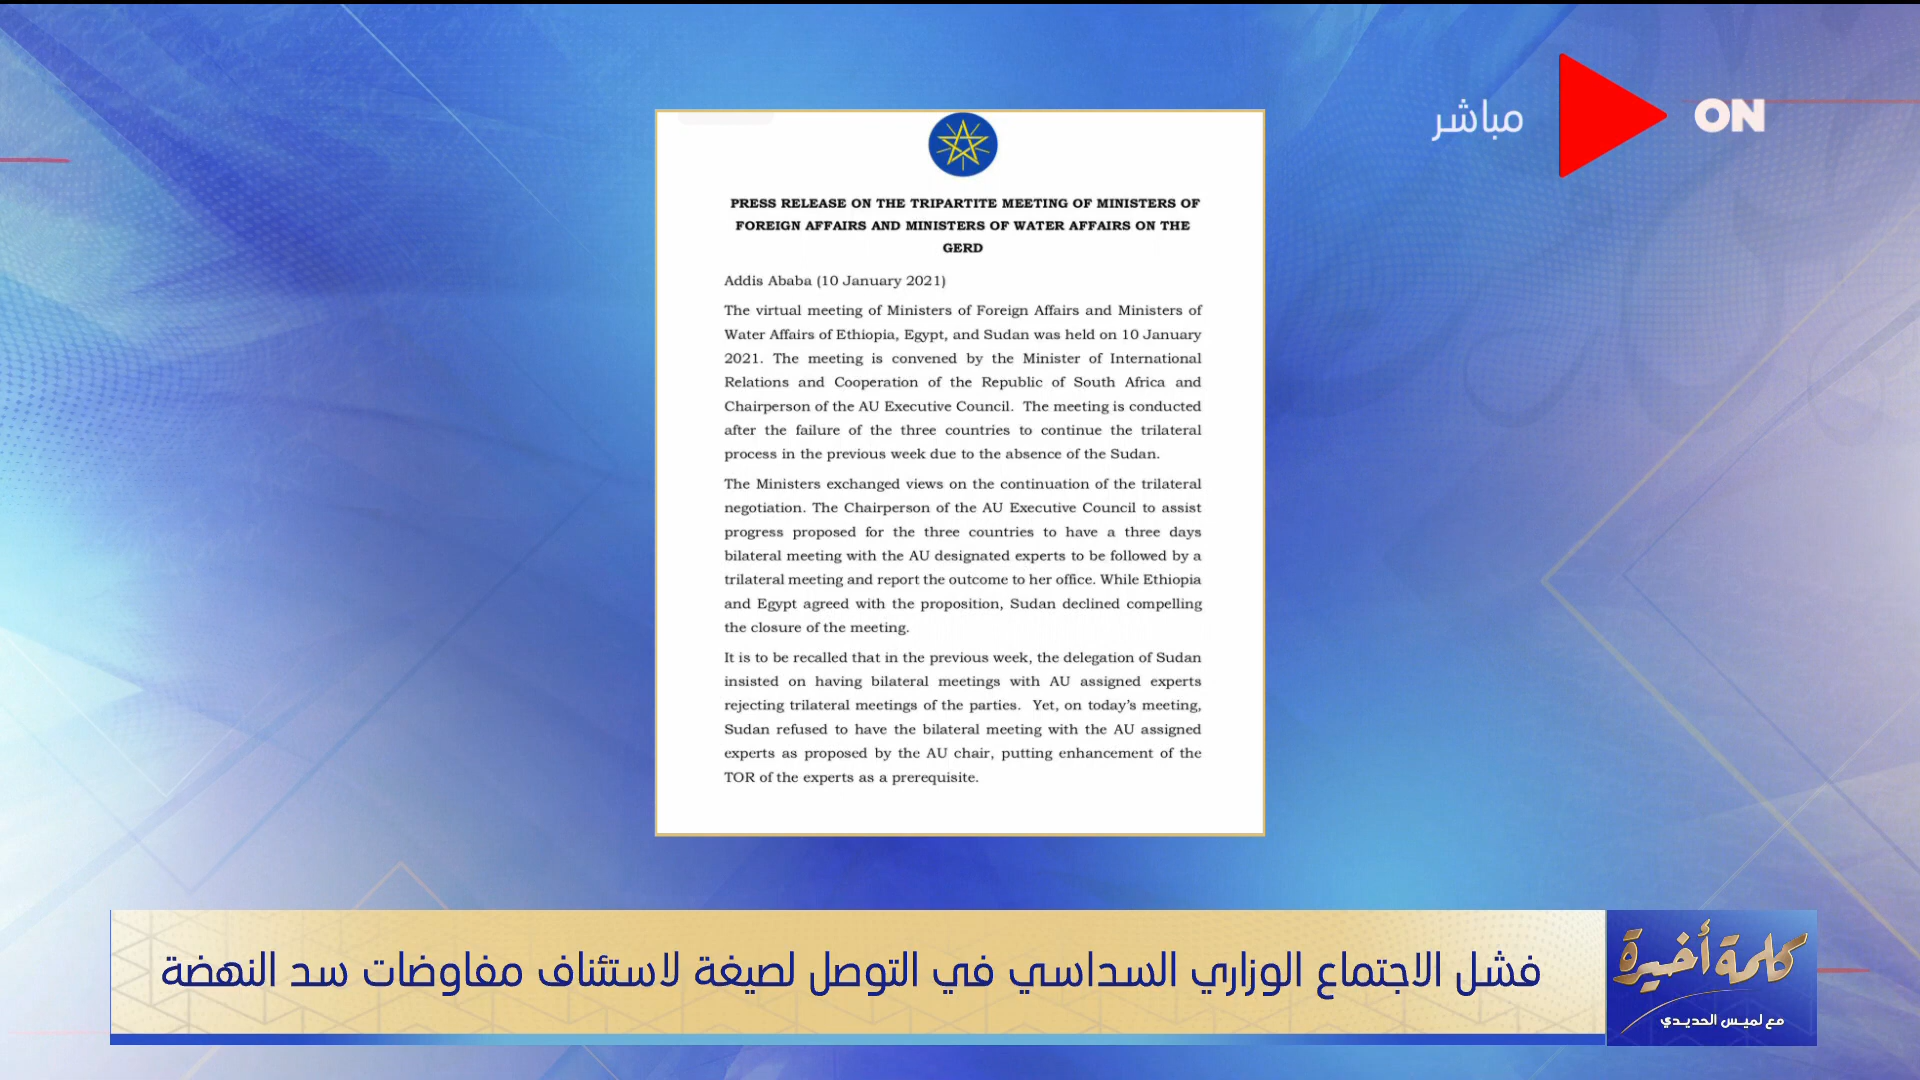 مباشر
ON
PRESS RELEASE ON THE TRIPARTITE MEETING OF MINISTERS OF
FOREIGN AFFAIRS AND MINISTERS OF WATER AFFAIRS ON THE
GERD
Addis Ababa (10 January 2021)
The virtual meeting of Ministers of Foreign Affairs and Ministers of
Water Affairs of Ethiopia, Egypt, and Sudan was held on 10 January
2021. The meeting is convened by the Minister of International
Relations and Cooperation of the Republic of South Africa and
Chairperson of the AU Executive Council. The meeting is conducted
after the failure of the three countries to continue the trilateral
process in the previous week due to the absence of the Sudan.
The Ministers exchanged views on the continuation of the trilateral
negotiation. The Chairperson of the AU Executive Council to assist
progress proposed for the three countries to have a three days
bilateral meeting with the AU designated experts to be followed by a
trilateral meeting and report the outcome to her office. While Ethiopia
and Egypt agreed with the proposition, Sudan declined compelling
the closure of the meeting.
It is to be recalled that in the previous week, the delegation of Sudan
insisted on having bilateral meetings with AU assigned experts
rejecting trilateral meetings of the parties. Yet, on today's meeting,
Sudan refused to have the bilateral meeting with the AU assigned
experts as proposed by the AU chair, putting enhancement of the
TOR of the experts as a prerequisite.
كلمة أخيرة
مع لميس الحديدي
فشل الاجتماع الوزاري السداسي في التوصل لصيغة لاستئناف مفاوضات سد النهضة